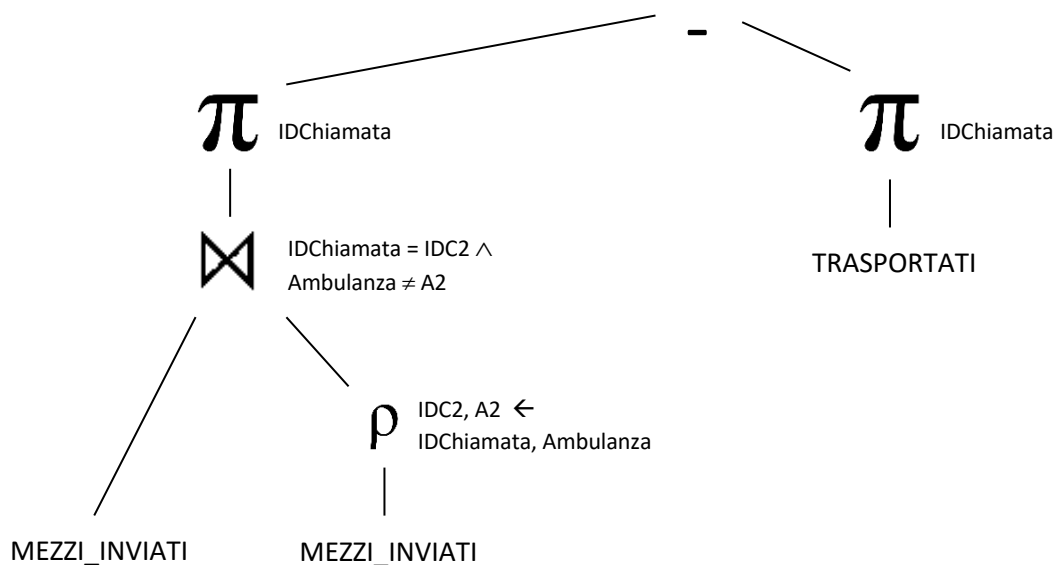 -
π IDChiamata
π IDChiamata
⋈ IDChiamata = IDC2 ∧
Ambulanza ≠ A2
TRASPORTATI
ρ IDC2, A2 ←
IDChiamata, Ambulanza
MEZZI_INVIATI
MEZZI_INVIATI